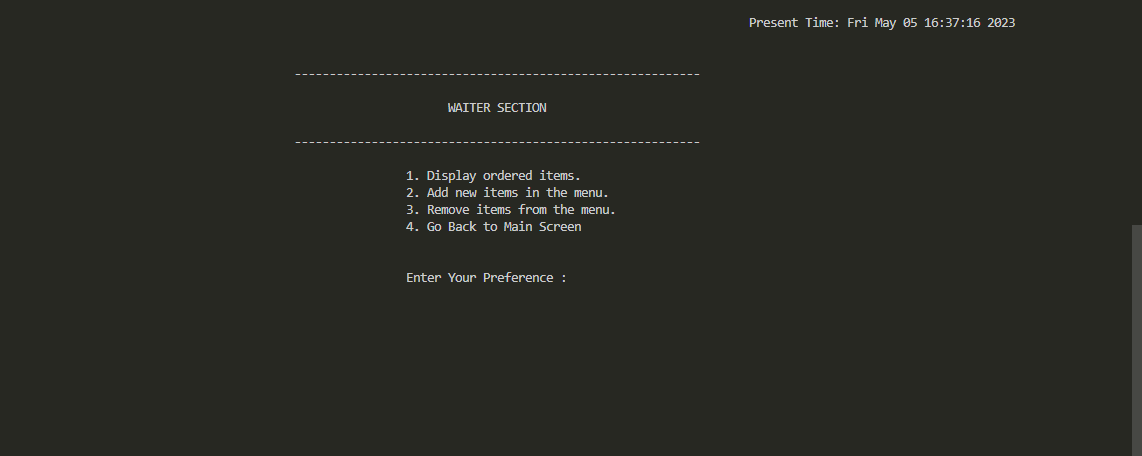 Present Time: Fri May 05 16:37:16 2023
----------------------------------------------------------
WAITER SECTION
----------------------------------------------------------
1. Display ordered items.
2. Add new items in the menu.
3. Remove items from the menu.
4. Go Back to Main Screen
Enter Your Preference :